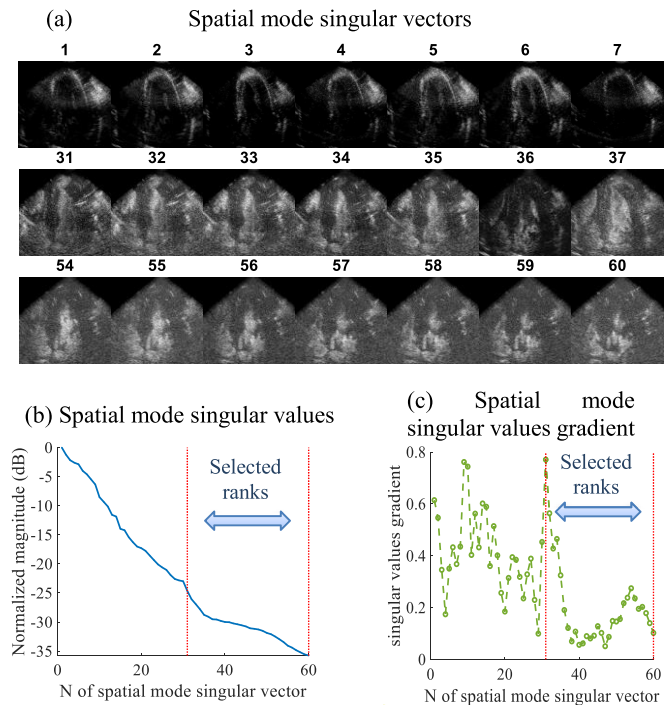 (a) Spatial mode singular vectors
1 2 3 4 5 6 7
31 32 33 34 35 36 37
54 55 56 57 58 59 60
(b) Spatial mode singular values
0
-5
-10
-15
-20
-25
-30
-35
Normalized magnitude (dB)
Selected
ranks
0 20 40 60
N of spatial mode singular vector
(c) Spatial mode
singular values gradient
0.8
0.6
0.4
0.2
0
singular values gradient
Selected
ranks
0 20 40 60
N of spatial mode singular vector